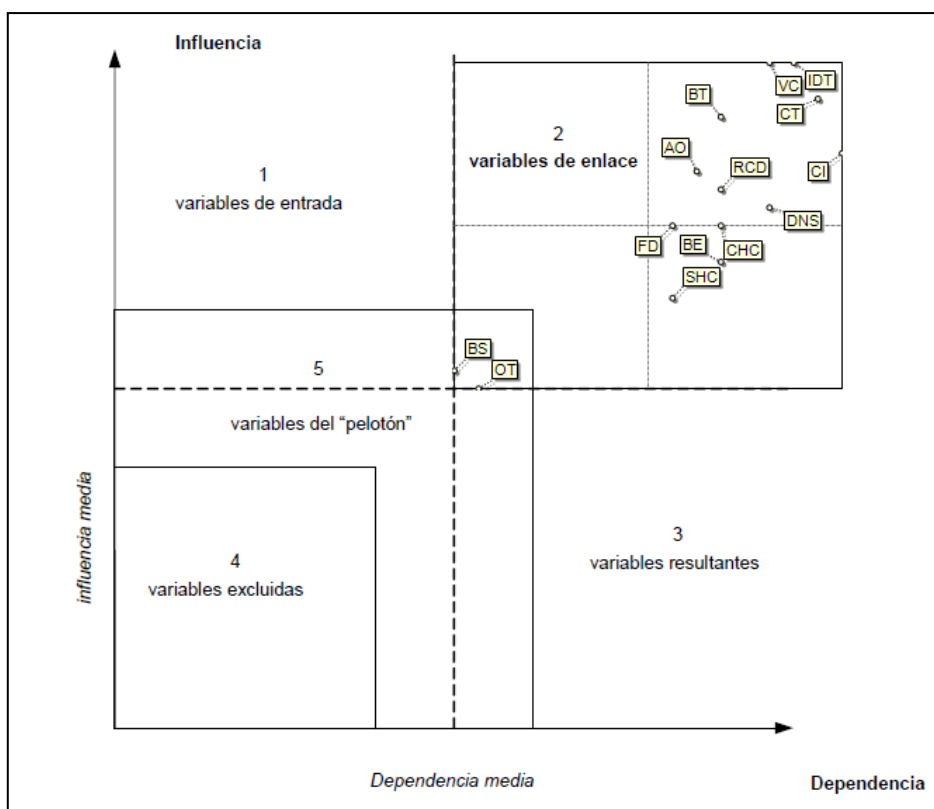 Influencia
VC
IDT
BT
CT
2
variables de enlace
AO
RCD
CI
1
variables de entrada
DNS
FD
BE
CHC
SHC
BS
OT
5
variables del “pelotón”
influencia media
4
variables excluidas
3
variables resultantes
Dependencia media
Dependencia